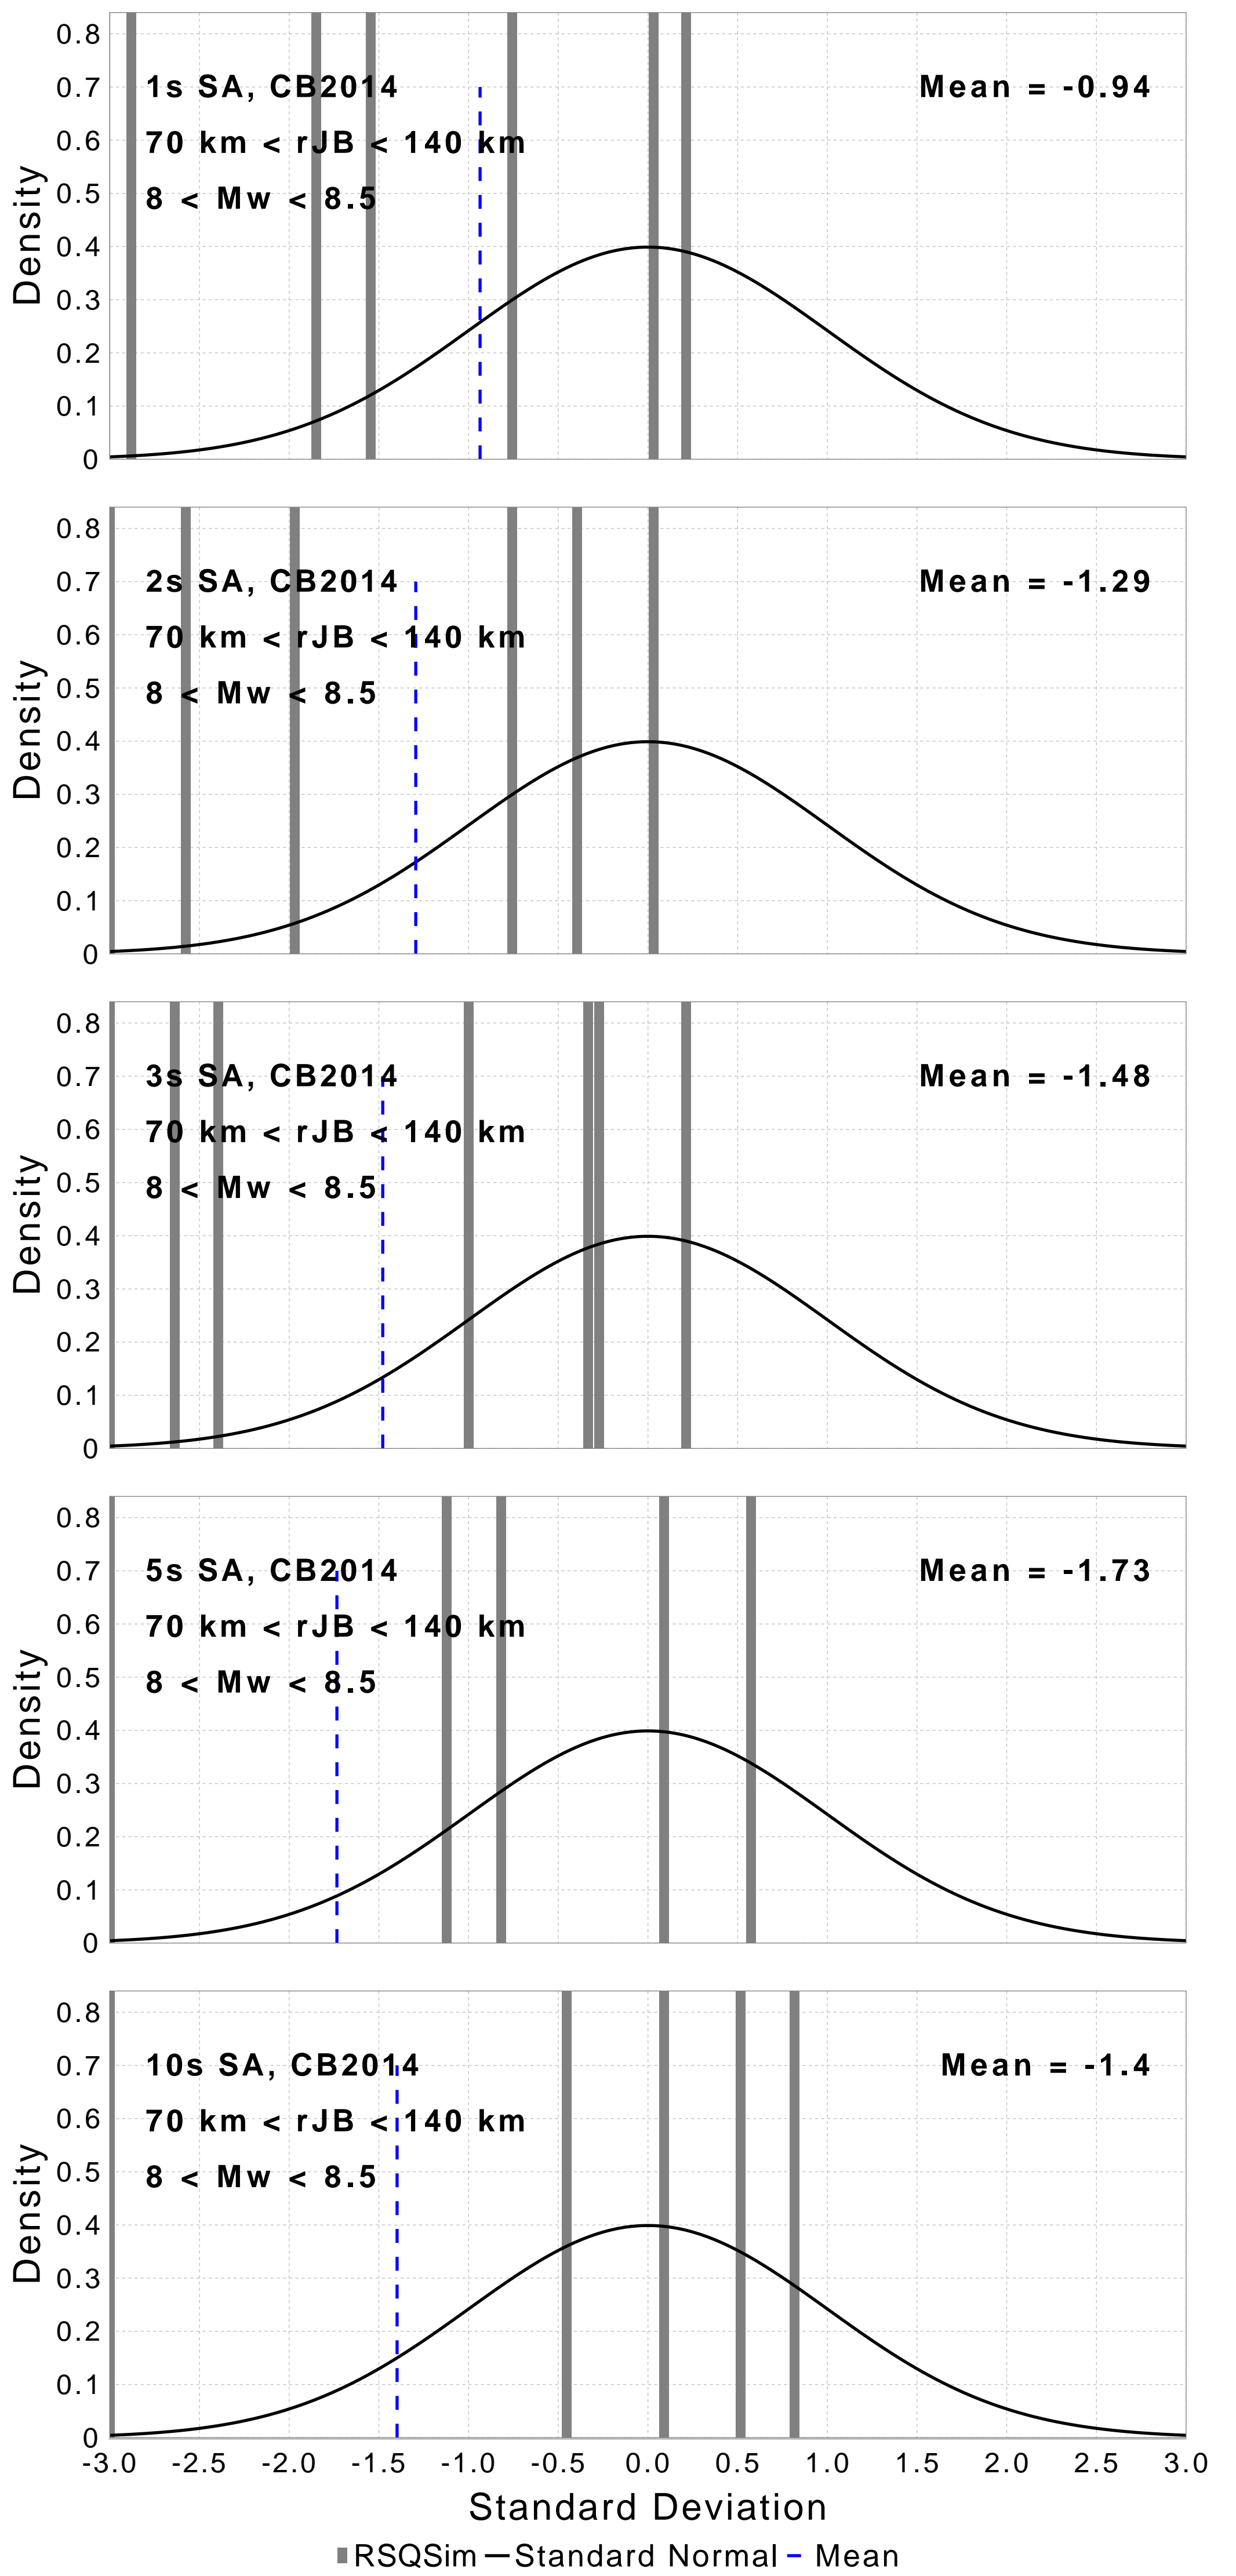 0.8
0.7
0.6
0.5
0.4
0.3
0.2
0.1
0
Density
1s SA, CB2014
70 km < rJB < 140 km
8 < Mw < 8.5
Mean = -0.94
0.8
0.7
0.6
0.5
0.4
0.3
0.2
0.1
0
Density
2s SA, CB2014
70 km < rJB < 140 km
8 < Mw < 8.5
Mean = -1.29
0.8
0.7
0.6
0.5
0.4
0.3
0.2
0.1
0
Density
3s SA, CB2014
70 km < rJB < 140 km
8 < Mw < 8.5
Mean = -1.48
0.8
0.7
0.6
0.5
0.4
0.3
0.2
0.1
0
Density
5s SA, CB2014
70 km < rJB < 140 km
8 < Mw < 8.5
Mean = -1.73
0.8
0.7
0.6
0.5
0.4
0.3
0.2
0.1
0
Density
10s SA, CB2014
70 km < rJB < 140 km
8 < Mw < 8.5
Mean = -1.4
-3.0 -2.5 -2.0 -1.5 -1.0 -0.5 0.0 0.5 1.0 1.5 2.0 2.5 3.0
Standard Deviation
RSQSim Standard Normal Mean